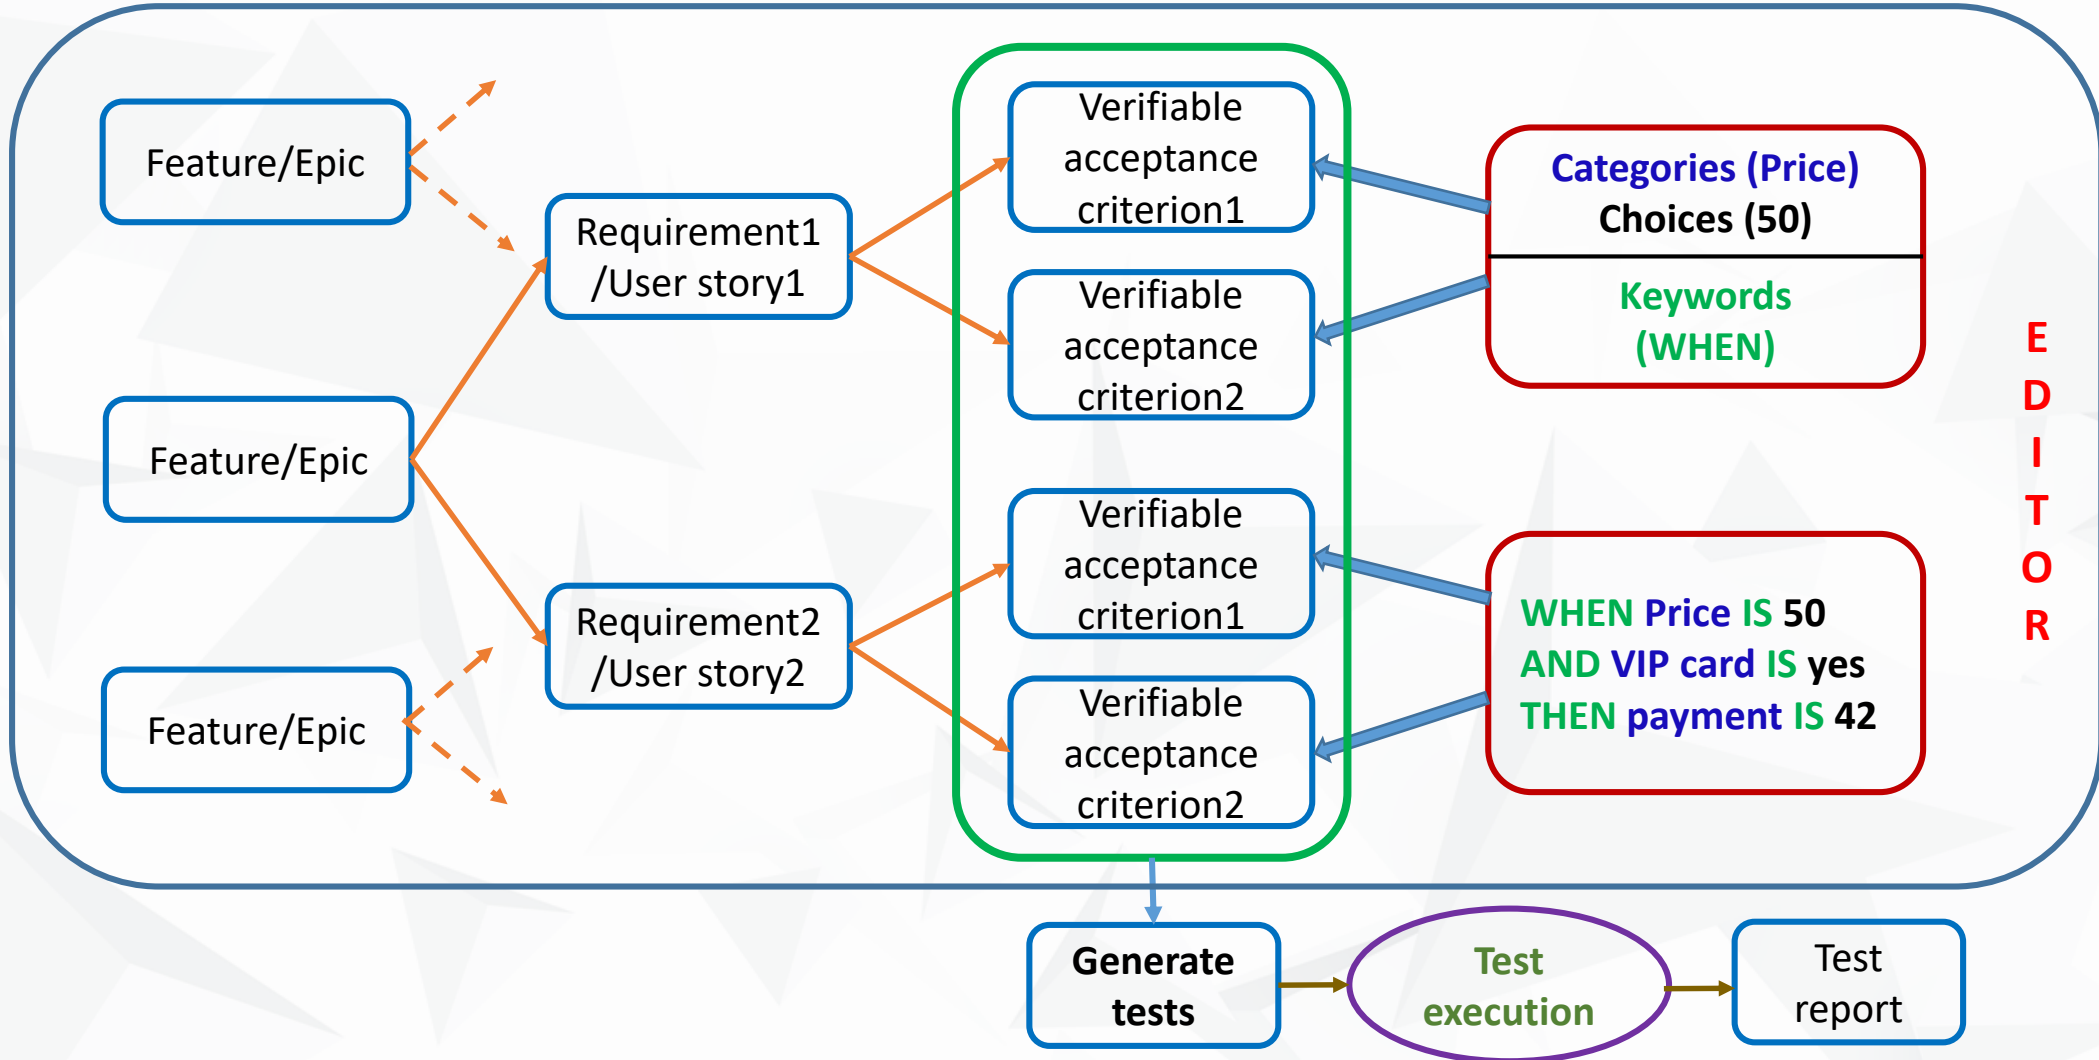 Feature/Epic
Feature/Epic
Feature/Epic
Requirement1
/User story1
Requirement2
/User story2
Verifiable
acceptance
criterion1
Verifiable
acceptance
criterion2
Verifiable
acceptance
criterion1
Verifiable
acceptance
criterion2
Categories (Price)
Choices (50)
Keywords
(WHEN)
WHEN Price IS 50
AND VIP card IS yes
THEN payment IS 42
E
D
I
T
O
R
Generate
tests
Test
execution
Test
report